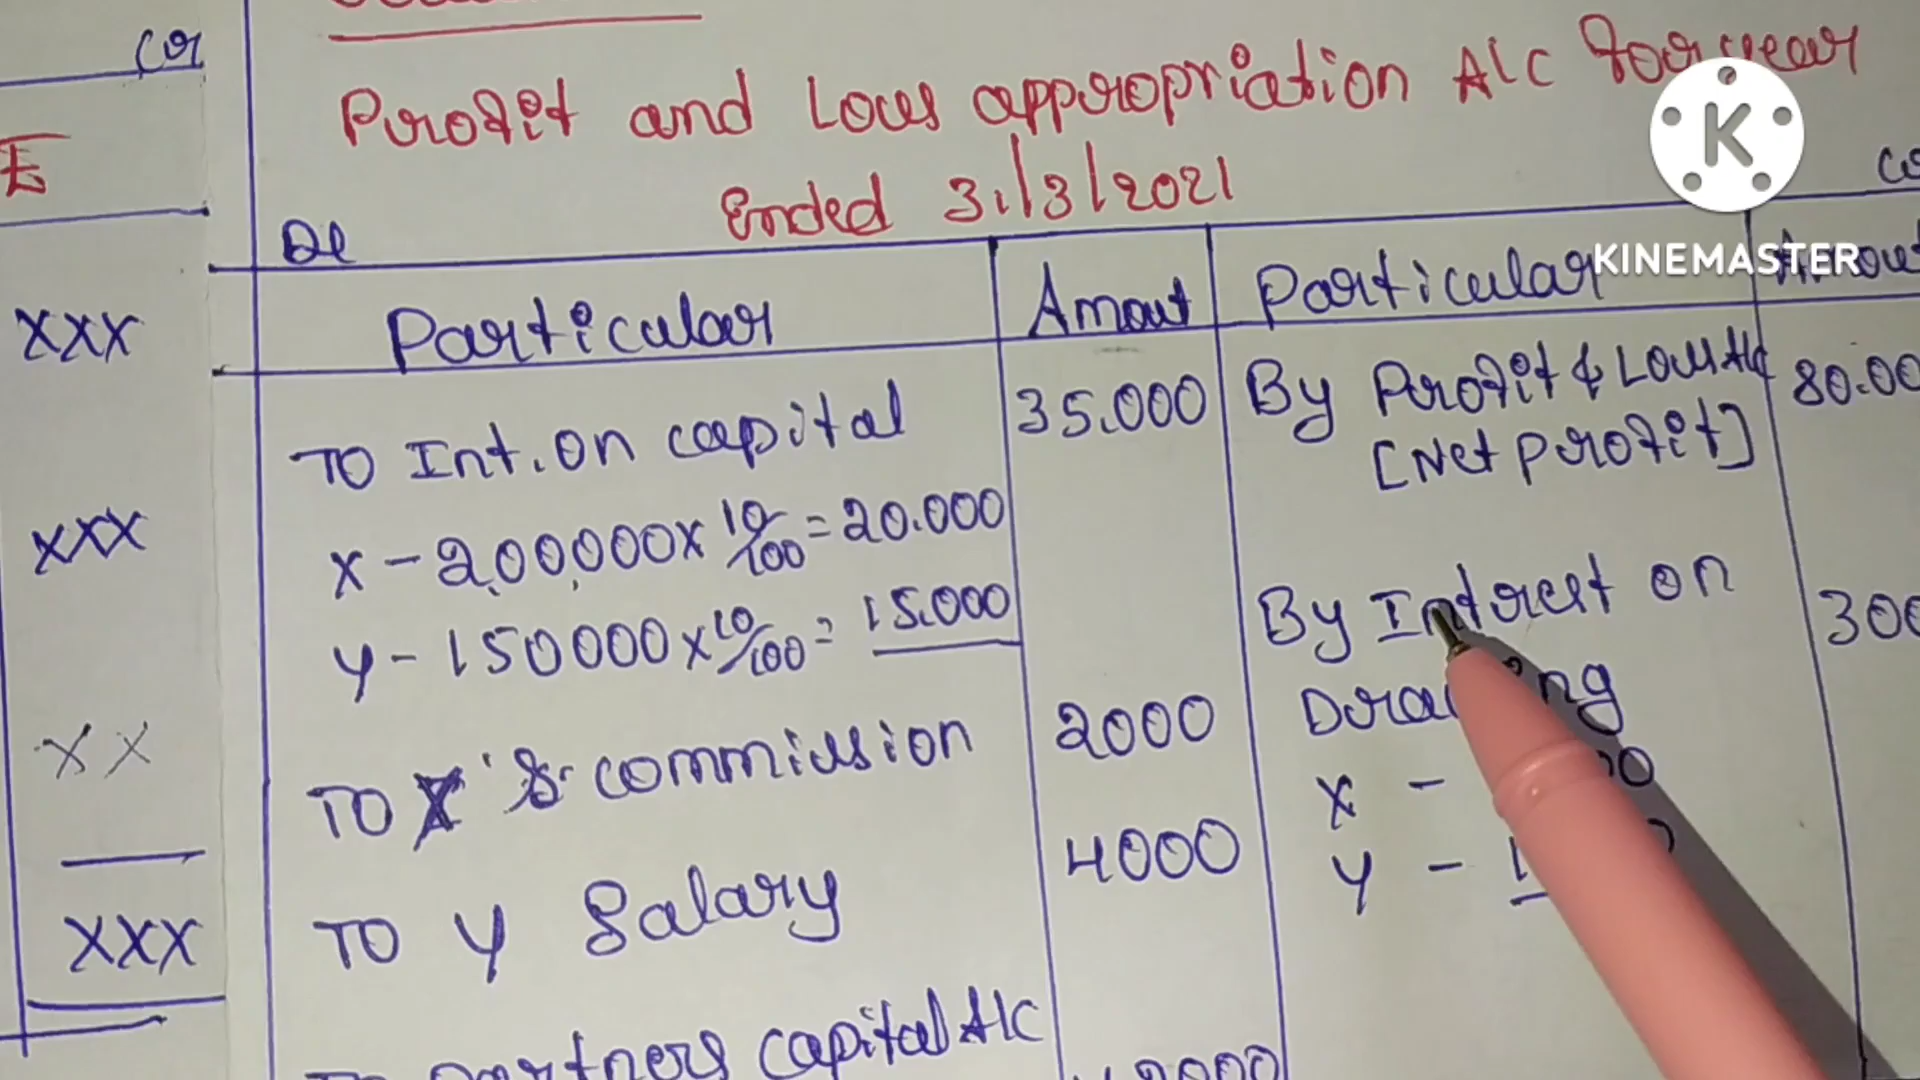 Cr
Profit and Loss appropriation A/c for year
Ended 31/3/2021
K
KINEMASTER
Dr
Particular Amout Particular
To Int. on capital 35.000 By Profit & Loss A/c 80.00
[Net profit]
X - 2,00,000 x 10/100 = 20.000
Y - 150000 x 10/100 = 15.000
By Interest on 300
To X's commission 2000
X -
To Y Salary 4000
Y -
To Partners capital A/c
XXX
XXX
XX
XXX